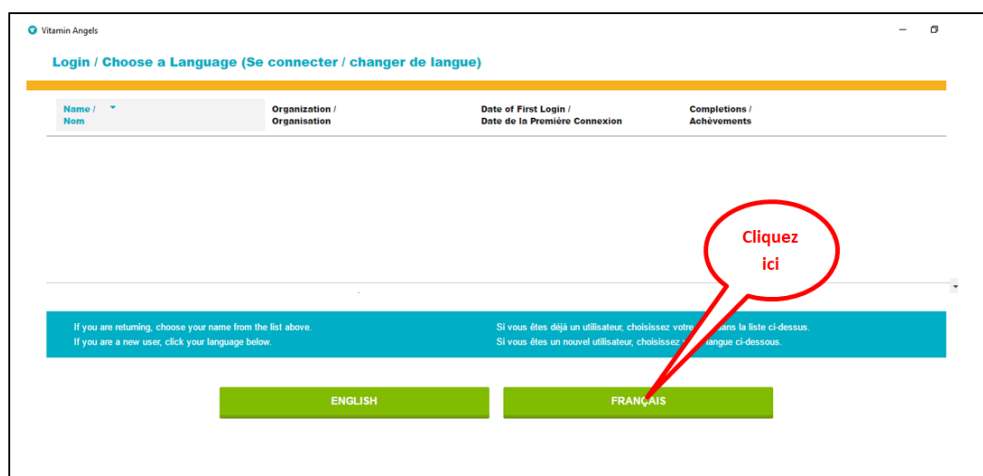 Vitamin Angels
Login / Choose a Language (Se connecter / changer de langue)
Name / Organization / Date of First Login / Completions /
Nom Organisation Date de la Première Connexion Achèvements
Cliquez
ici
If you are returning, choose your name from the list above. Si vous êtes déjà un utilisateur, choisissez votre dans la liste ci-dessus.
If you are a new user, click your language below. Si vous êtes un nouvel utilisateur, choisissez langue ci-dessous.
ENGLISH FRANÇAIS